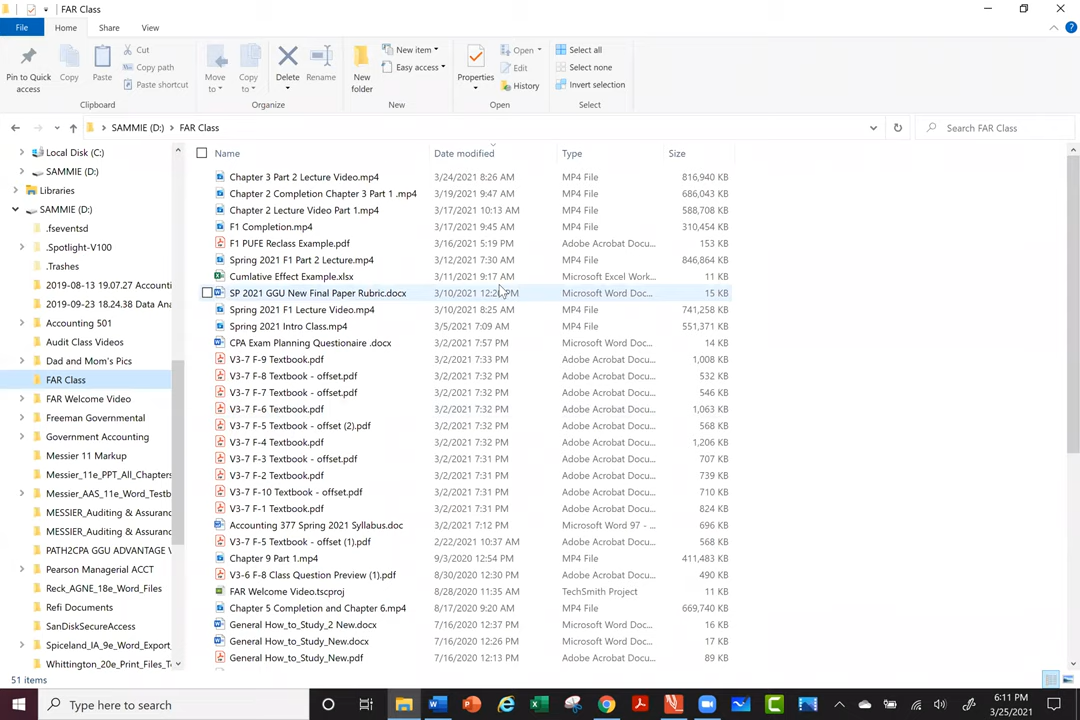 FAR Class
File
Home
Share
View
Pin to Quick access
Copy
Paste
Cut
Copy path
Paste shortcut
Clipboard
Move to
Copy to
Delete
Rename
Organize
New folder
New item
Easy access
New
Properties
Open
Edit
History
Open
Select all
Select none
Invert selection
Select
SAMMIE (D:) > FAR Class
Search FAR Class
Local Disk (C:)
SAMMIE (D:)
Libraries
SAMMIE (D:)
.fseventsd
.Spotlight-V100
.Trashes
2019-08-13 19.07.27 Accounti
2019-09-23 18.24.38 Data Ana
Accounting 501
Audit Class Videos
Dad and Mom's Pics
FAR Class
FAR Welcome Video
Freeman Governmental
Government Accounting
Messier 11 Markup
Messier_11e_PPT_All_Chapters
Messier_AAS_11e_Word_Testb
MESSIER_Auditing & Assuranc
MESSIER_Auditing & Assuranc
PATH2CPA GGU ADVANTAGE V
Pearson Managerial ACCT
Reck_AGNE_18e_Word_Files
Refi Documents
SanDiskSecureAccess
Spiceland_IA_9e_Word_Export_
Whittington_20e_Print_Files_T
Name Date modified Type Size
Chapter 3 Part 2 Lecture Video.mp4 3/24/2021 8:26 AM MP4 File 816,940 KB
Chapter 2 Completion Chapter 3 Part 1 .mp4 3/19/2021 9:47 AM MP4 File 686,043 KB
Chapter 2 Lecture Video Part 1.mp4 3/17/2021 10:13 AM MP4 File 588,708 KB
F1 Completion.mp4 3/17/2021 9:45 AM MP4 File 310,454 KB
F1 PUFE Reclass Example.pdf 3/16/2021 5:19 PM Adobe Acrobat Docu... 153 KB
Spring 2021 F1 Part 2 Lecture.mp4 3/12/2021 7:30 AM MP4 File 846,864 KB
Cumlative Effect Example.xlsx 3/11/2021 9:17 AM Microsoft Excel Work... 11 KB
SP 2021 GGU New Final Paper Rubric.docx 3/10/2021 PM Microsoft Word Doc... 15 KB
Spring 2021 F1 Lecture Video.mp4 3/10/2021 8:25 AM MP4 File 741,258 KB
Spring 2021 Intro Class.mp4 3/5/2021 7:09 AM MP4 File 551,371 KB
CPA Exam Planning Questionaire .docx 3/2/2021 7:57 PM Microsoft Word Doc... 14 KB
V3-7 F-9 Textbook.pdf 3/2/2021 7:33 PM Adobe Acrobat Docu... 1,008 KB
V3-7 F-8 Textbook - offset.pdf 3/2/2021 7:32 PM Adobe Acrobat Docu... 532 KB
V3-7 F-7 Textbook - offset.pdf 3/2/2021 7:32 PM Adobe Acrobat Docu... 546 KB
V3-7 F-6 Textbook.pdf 3/2/2021 7:32 PM Adobe Acrobat Docu... 1,063 KB
V3-7 F-5 Textbook - offset (2).pdf 3/2/2021 7:32 PM Adobe Acrobat Docu... 568 KB
V3-7 F-4 Textbook.pdf 3/2/2021 7:31 PM Adobe Acrobat Docu... 1,206 KB
V3-7 F-3 Textbook - offset.pdf 3/2/2021 7:31 PM Adobe Acrobat Docu... 707 KB
V3-7 F-2 Textbook.pdf 3/2/2021 7:31 PM Adobe Acrobat Docu... 739 KB
V3-7 F-10 Textbook - offset.pdf 3/2/2021 7:31 PM Adobe Acrobat Docu... 710 KB
V3-7 F-1 Textbook.pdf 3/2/2021 7:31 PM Adobe Acrobat Docu... 824 KB
Accounting 377 Spring 2021 Syllabus.doc 3/2/2021 7:12 PM Microsoft Word 97 - ... 696 KB
V3-7 F-5 Textbook - offset (1).pdf 2/22/2021 10:37 AM Adobe Acrobat Docu... 568 KB
Chapter 9 Part 1.mp4 9/3/2020 12:54 PM MP4 File 411,483 KB
V3-6 F-8 Class Question Preview (1).pdf 8/30/2020 12:30 PM Adobe Acrobat Docu... 490 KB
FAR Welcome Video.tscproj 8/28/2020 11:35 AM TechSmith Project 11 KB
Chapter 5 Completion and Chapter 6.mp4 8/17/2020 9:20 AM MP4 File 669,740 KB
General How_to_Study_2 New.docx 7/16/2020 12:37 PM Microsoft Word Doc... 16 KB
General How_to_Study_New.docx 7/16/2020 12:26 PM Microsoft Word Doc... 17 KB
General How_to_Study_New.pdf 7/16/2020 12:13 PM Adobe Acrobat Docu... 89 KB
51 items
Type here to search
6:11 PM
3/25/2021